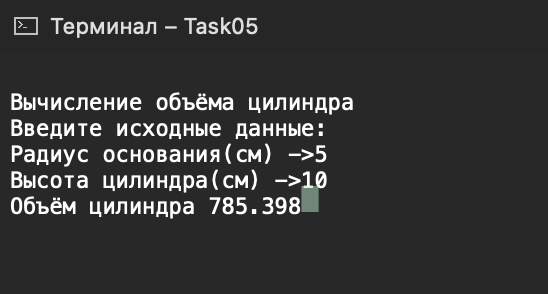 Терминал – Task05
Вычисление объёма цилиндра
Введите исходные данные:
Радиус основания(см) ->5
Высота цилиндра(см) ->10
Объём цилиндра 785.398